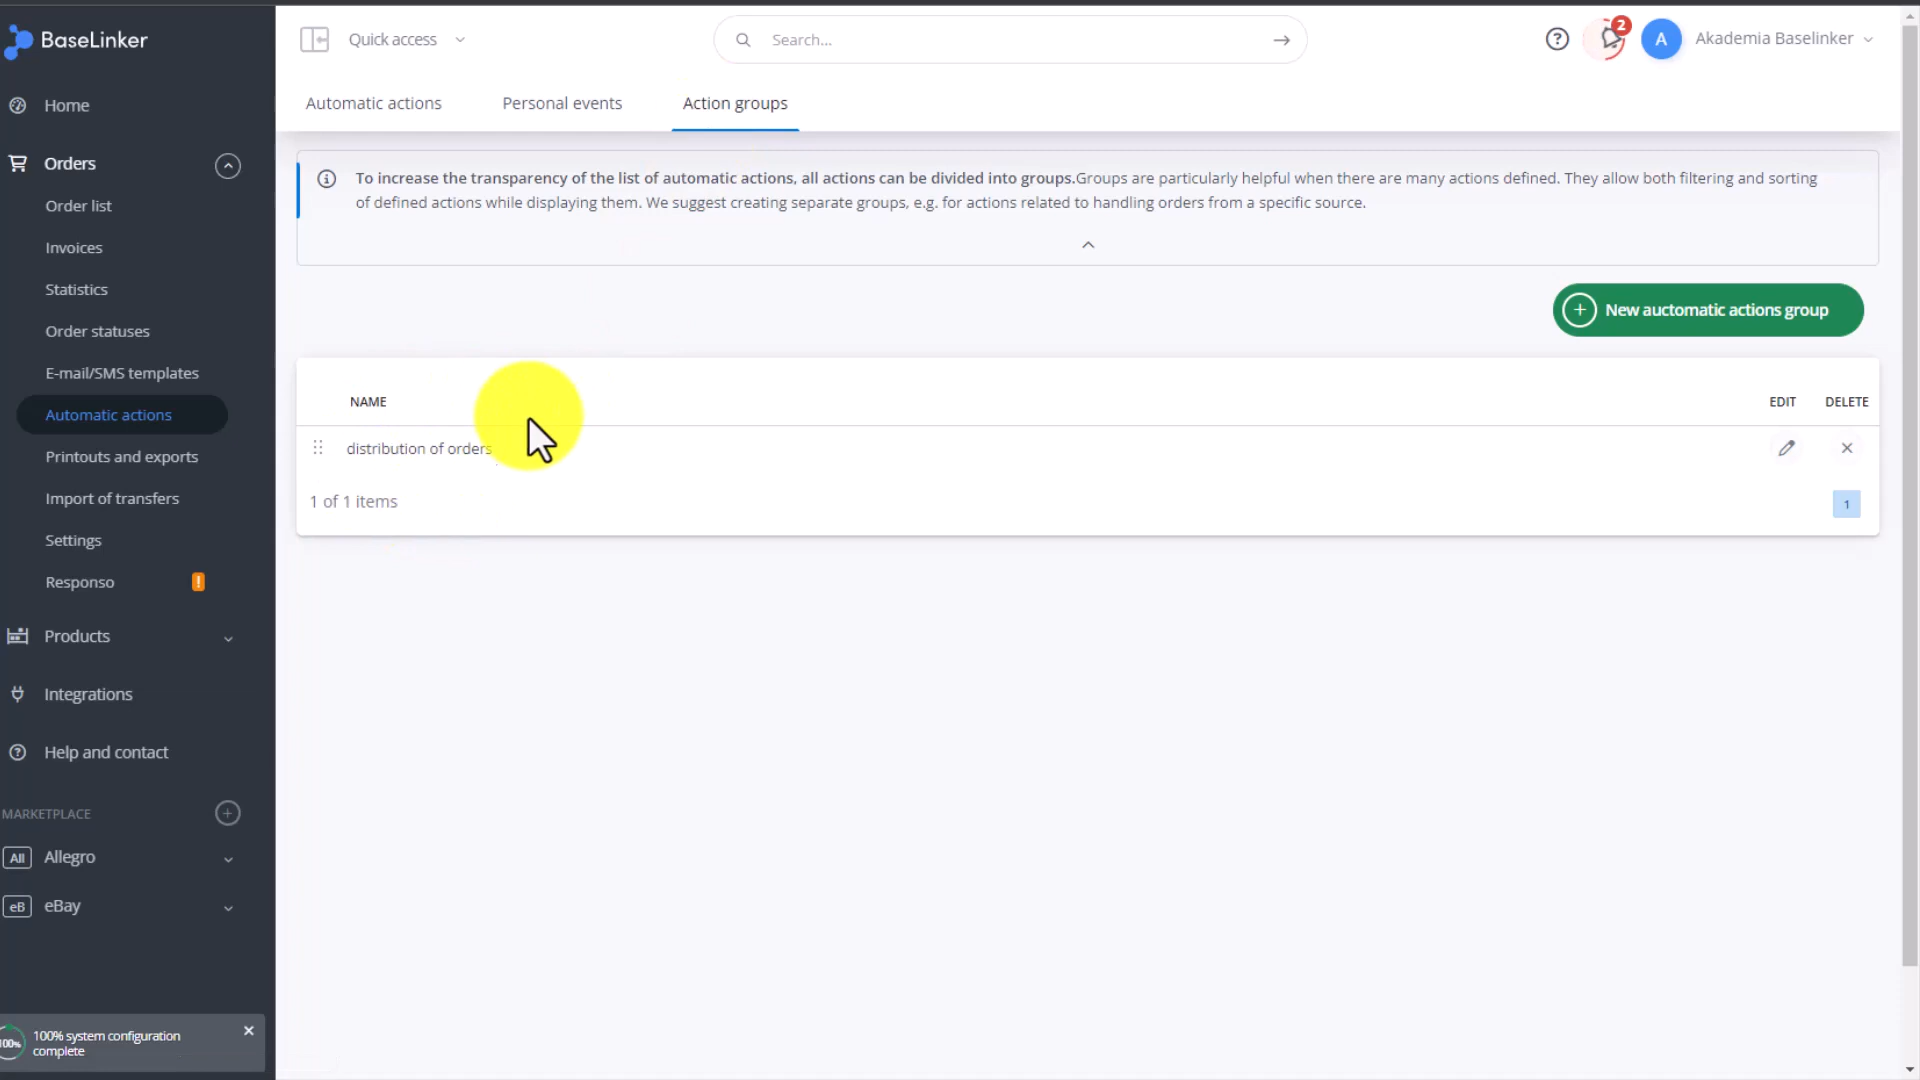 BaseLinker
Quick access
Search...
2
A
Akademia Baselinker
Home
Orders
Order list
Invoices
Statistics
Order statuses
E-mail/SMS templates
Automatic actions
Printouts and exports
Import of transfers
Settings
Responso
!
Products
Integrations
Help and contact
MARKETPLACE
All
Allegro
eB
eBay
100%
100% system configuration
complete
Automatic actions
Personal events
Action groups
To increase the transparency of the list of automatic actions, all actions can be divided into groups.Groups are particularly helpful when there are many actions defined. They allow both filtering and sorting
of defined actions while displaying them. We suggest creating separate groups, e.g. for actions related to handling orders from a specific source.
New auctomatic actions group
NAME
EDIT
DELETE
distribution of orders
1 of 1 items
1